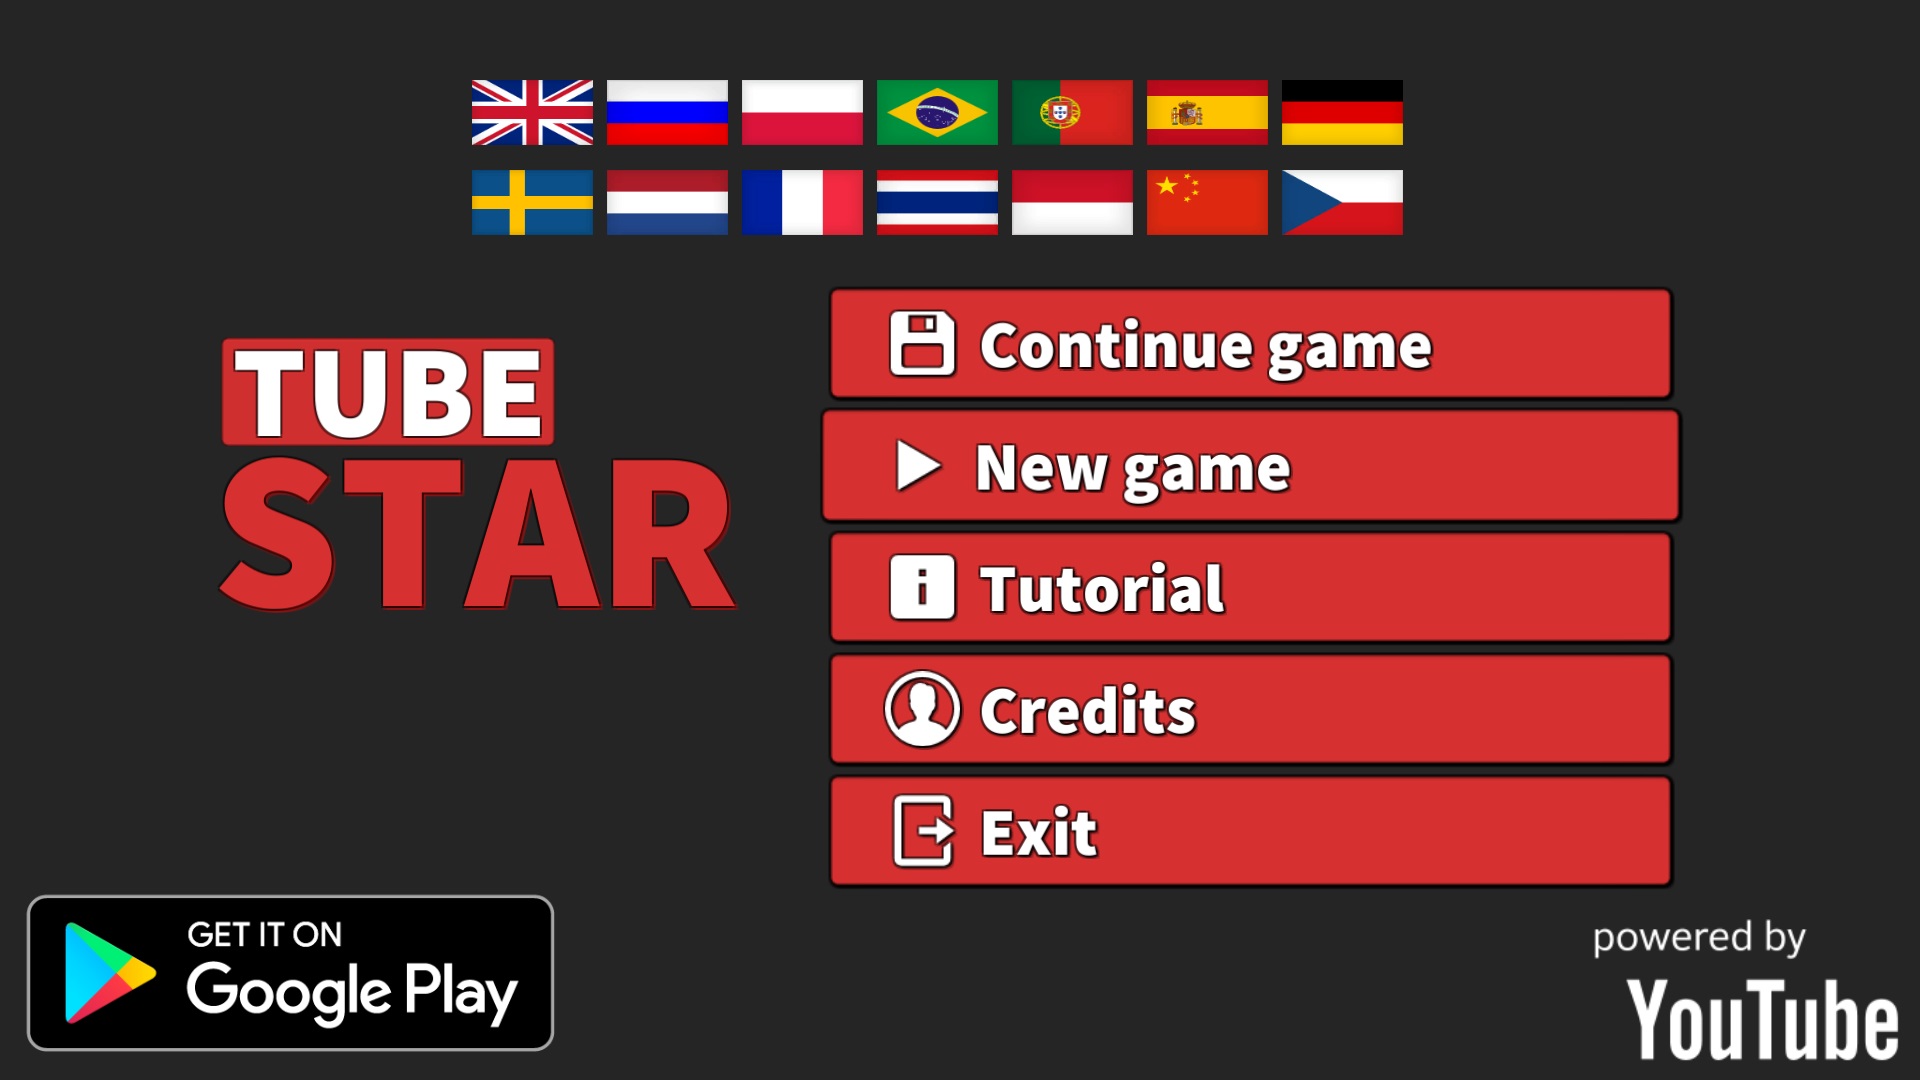 TUBE
STAR
Continue game
New game
Tutorial
Credits
Exit
GET IT ON
Google Play
powered by
YouTube